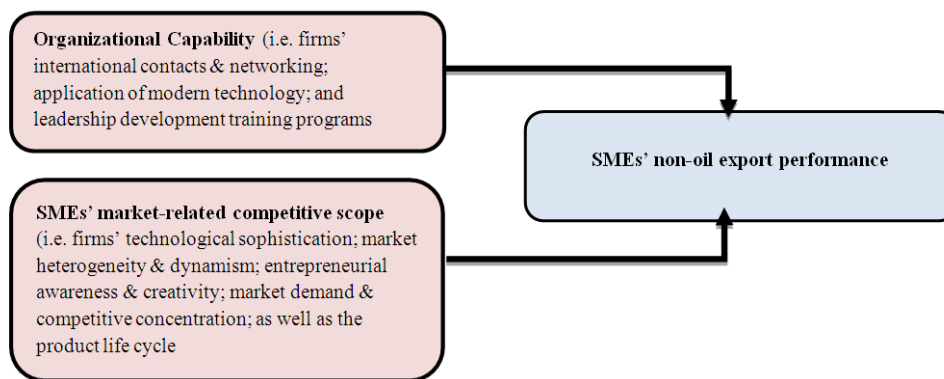 Organizational Capability (i.e. firms'
international contacts & networking;
application of modern technology; and
leadership development training programs
SMEs' non-oil export performance
SMEs' market-related competitive scope
(i.e. firms' technological sophistication; market
heterogeneity & dynamism; entrepreneurial
awareness & creativity; market demand &
competitive concentration; as well as the
product life cycle